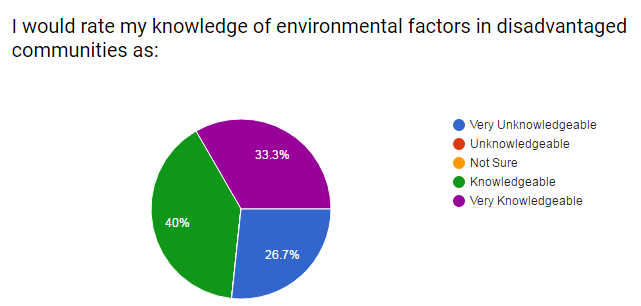 I would rate my knowledge of environmental factors in disadvantaged
communities as:
33.3%
40%
26.7%
Very Unknowledgeable
Unknowledgeable
Not Sure
Knowledgeable
Very Knowledgeable